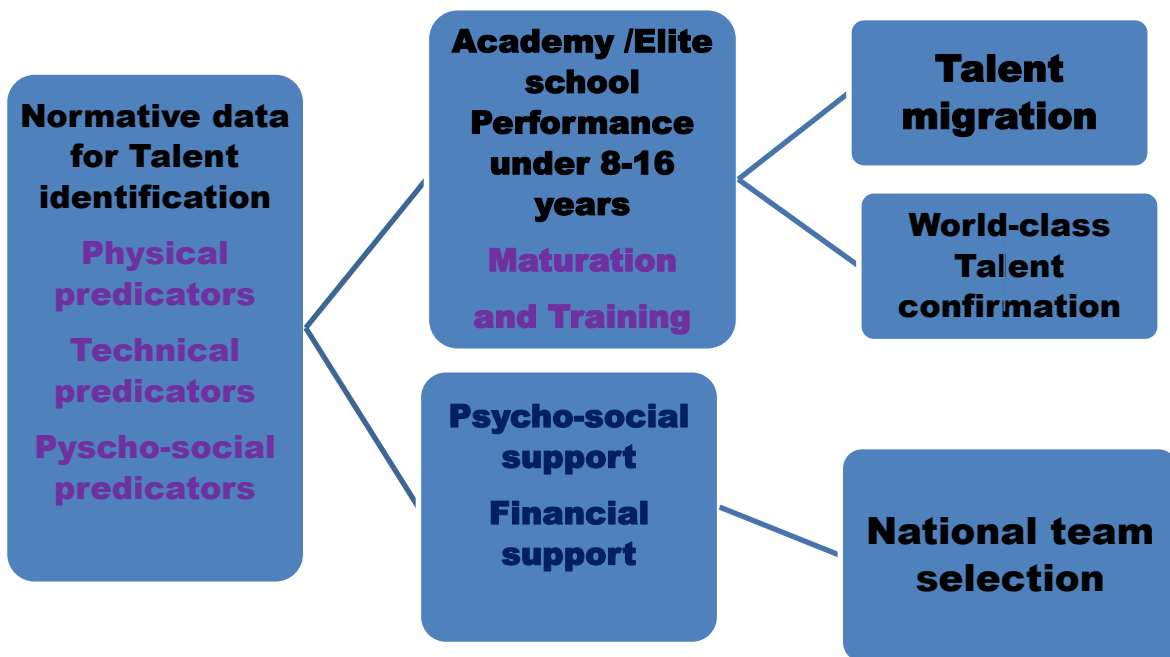 Normative data
for Talent
identification
Physical
predicators
Technical
predicators
Pyscho-social
predicators
Academy /Elite
school
Performance
under 8-16
years
Maturation
and Training
Psycho-social
support
Financial
support
Talent
migration
World-class
Talent
confirmation
National team
selection